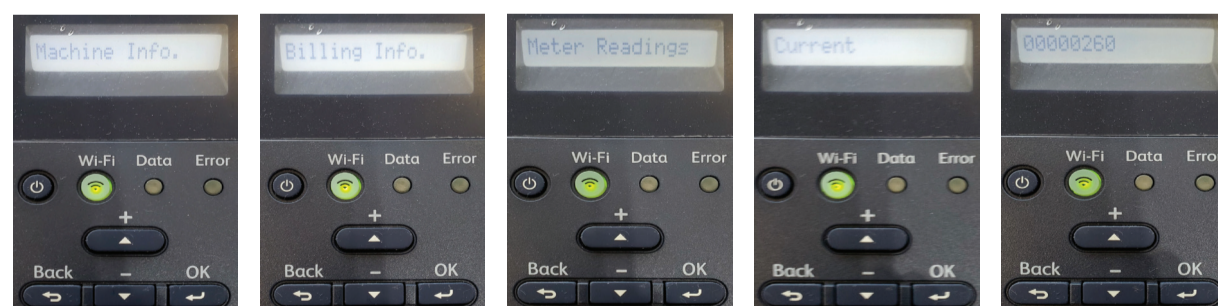 Machine Info.
Wi-Fi Data Error
+
Back – OK
Billing Info.
Wi-Fi Data Error
+
Back – OK
Meter Readings
Wi-Fi Data Error
+
Back – OK
Current
Wi-Fi Data Error
+
Back – OK
00000260
Wi-Fi Data Erro
+
Back – OK